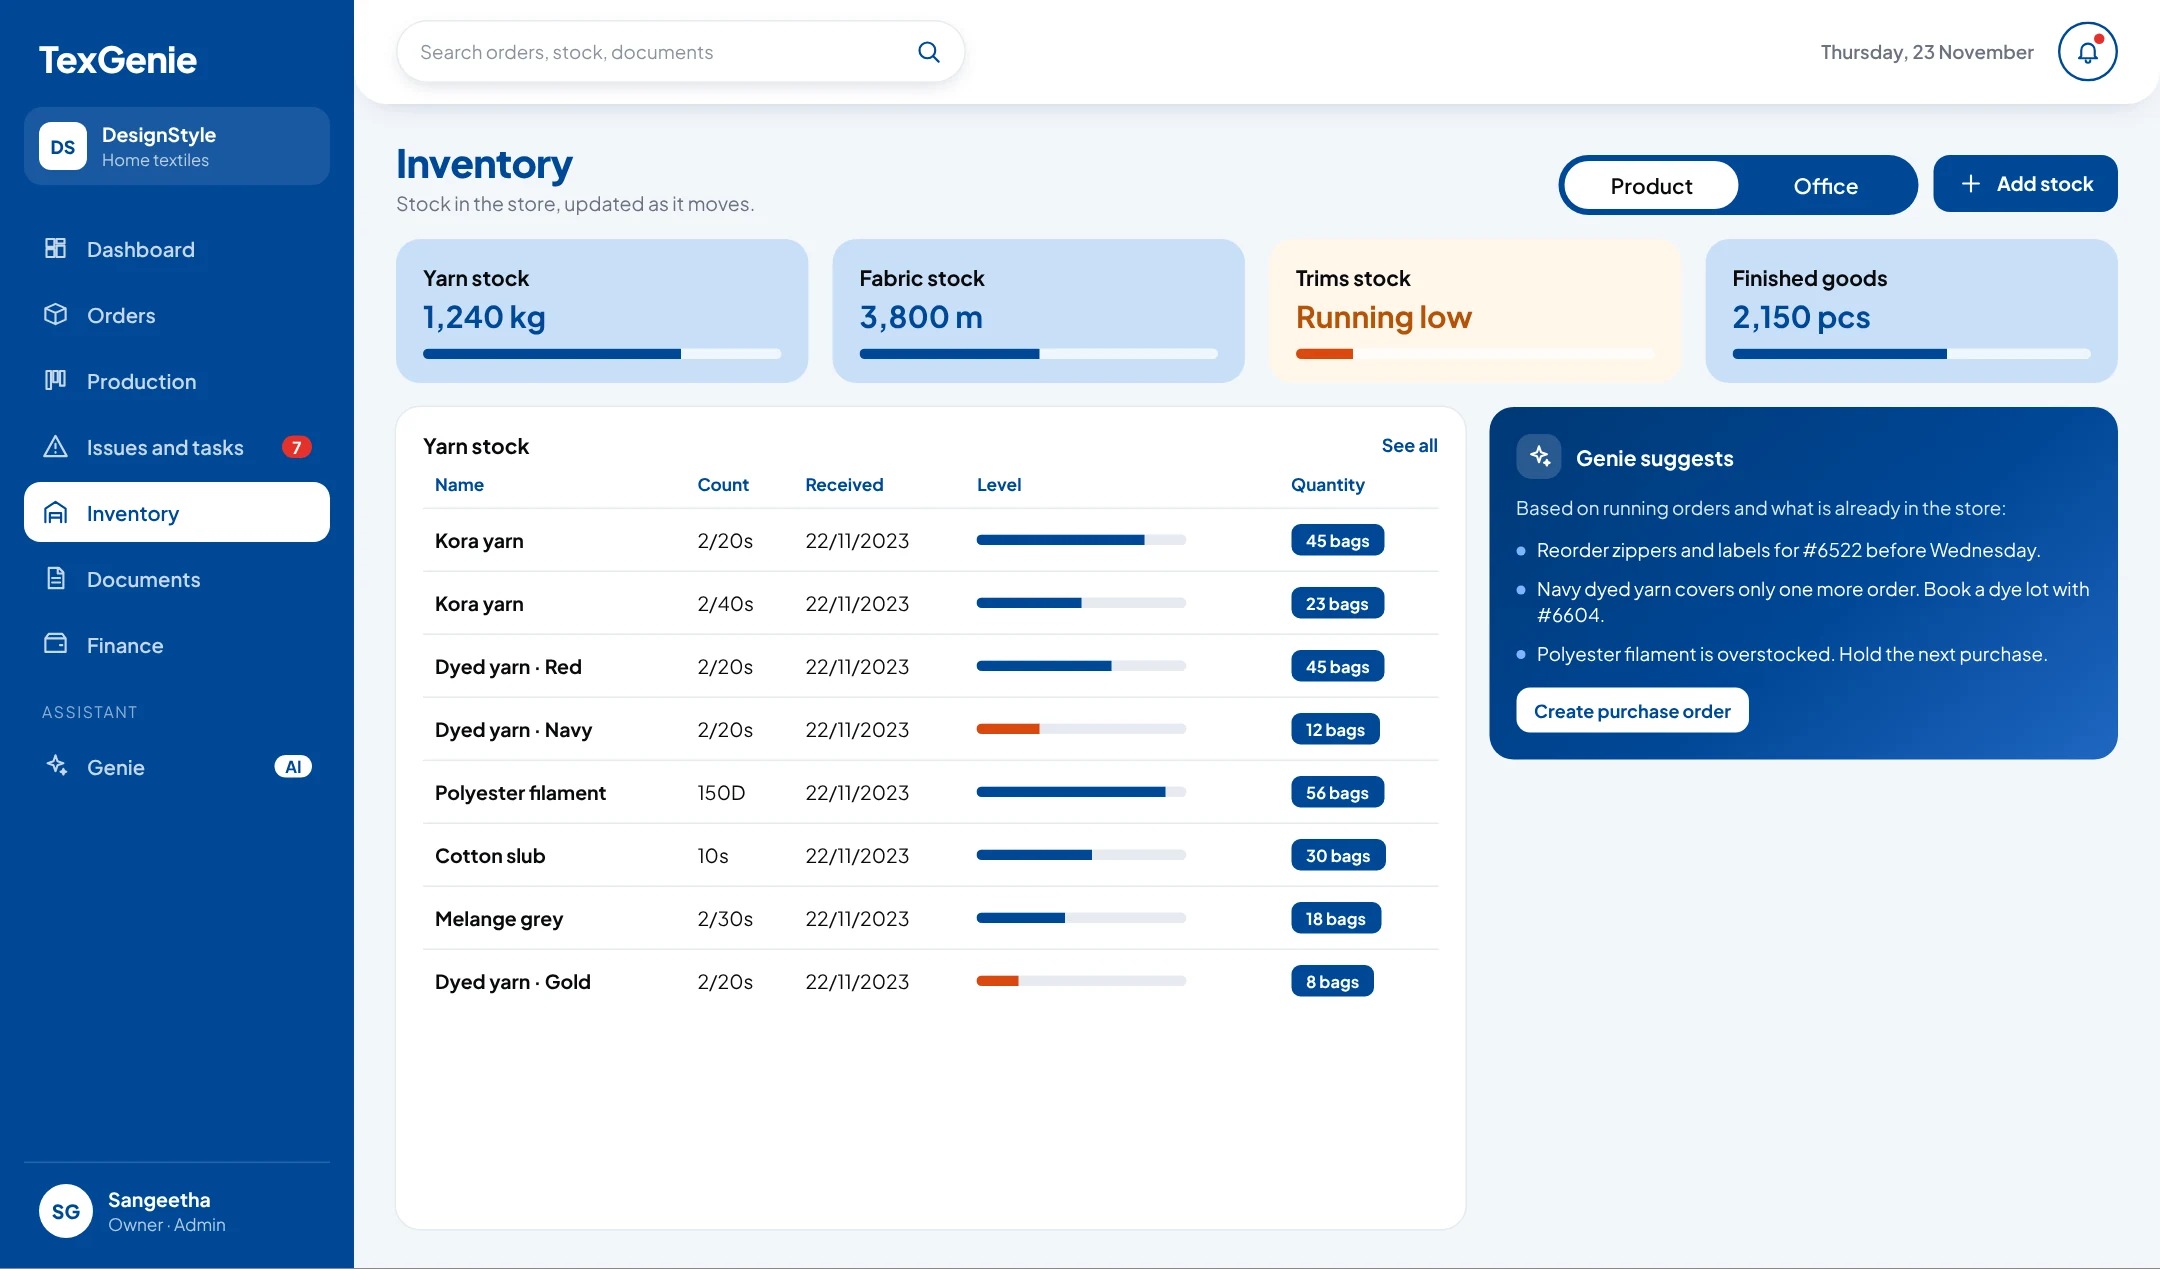 TexGenie
DS
DesignStyle
Home textiles
Dashboard
Orders
Production
Issues and tasks 7
Inventory
Documents
Finance
ASSISTANT
Genie AI
SG
Sangeetha
Owner · Admin
Search orders, stock, documents
Thursday, 23 November
Inventory
Stock in the store, updated as it moves.
Product Office
+ Add stock
Yarn stock
1,240 kg
Fabric stock
3,800 m
Trims stock
Running low
Finished goods
2,150 pcs
Yarn stock See all
Name Count Received Level Quantity
Kora yarn 2/20s 22/11/2023 45 bags
Kora yarn 2/40s 22/11/2023 23 bags
Dyed yarn · Red 2/20s 22/11/2023 45 bags
Dyed yarn · Navy 2/20s 22/11/2023 12 bags
Polyester filament 150D 22/11/2023 56 bags
Cotton slub 10s 22/11/2023 30 bags
Melange grey 2/30s 22/11/2023 18 bags
Dyed yarn · Gold 2/20s 22/11/2023 8 bags
Genie suggests
Based on running orders and what is already in the store:
Reorder zippers and labels for #6522 before Wednesday.
Navy dyed yarn covers only one more order. Book a dye lot with
#6604.
Polyester filament is overstocked. Hold the next purchase.
Create purchase order